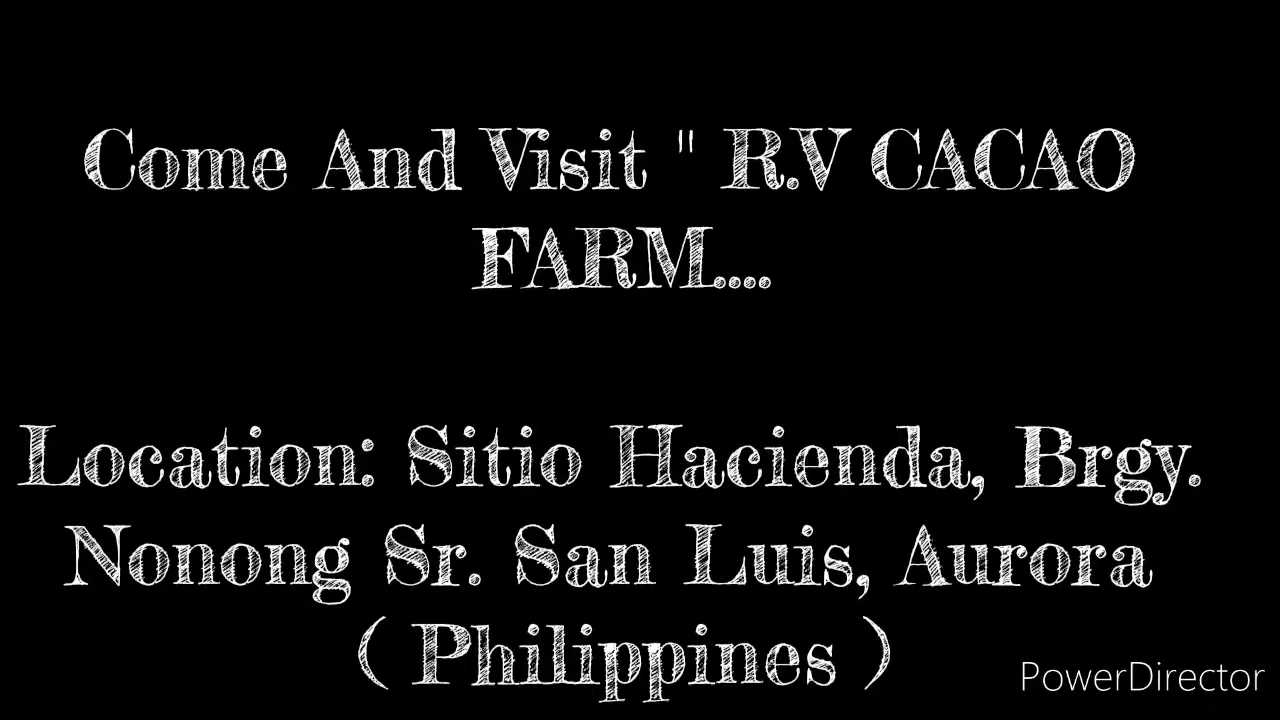 Come And Visit " R.V CACAO
FARM....
Location: Sitio Hacienda, Brgy.
Nonong Sr. San Luis, Aurora
( Philippines )
PowerDirector